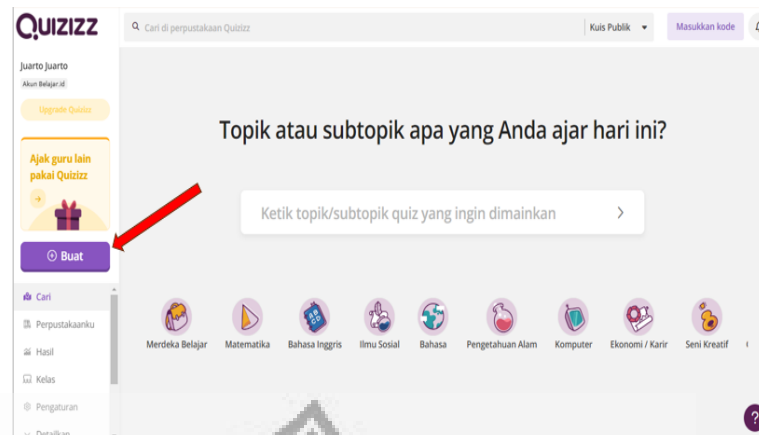 QUIZIZZ
Cari di perpustakaan Quizizz
Kuis Publik
Masukkan kode
Juarto Juarto
Akun Belajar.id
Upgrade Quizizz
Ajak guru lain
pakai Quizizz
Buat
Cari
Perpustakaanku
Hasil
Kelas
Pengaturan
Detailkan
Topik atau subtopik apa yang Anda ajar hari ini?
Ketik topik/subtopik quiz yang ingin dimainkan
ABCD
Merdeka Belajar
Matematika
Bahasa Inggris
Ilmu Sosial
Bahasa
Pengetahuan Alam
Komputer
Ekonomi / Karir
Seni Kreatif
?